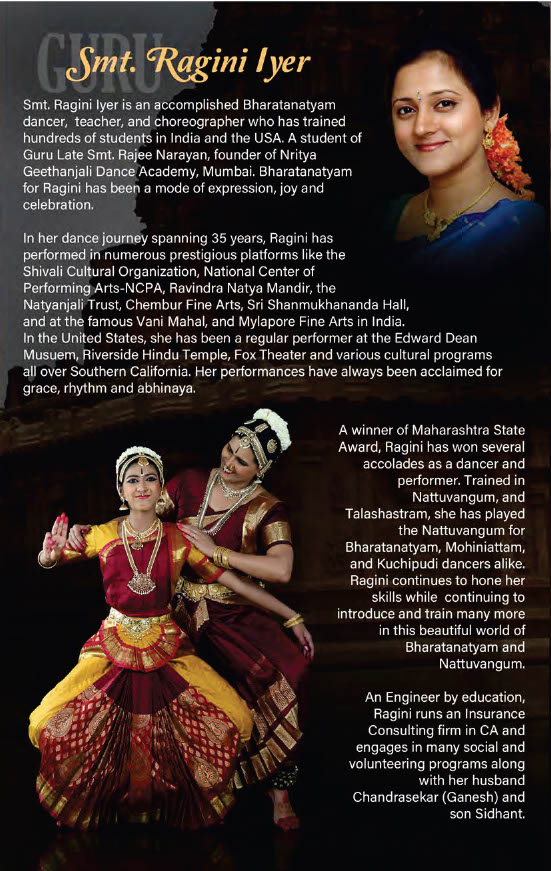 GURU
Smt. Ragini Iyer
Smt. Ragini Iyer is an accomplished Bharatanatyam
dancer, teacher, and choreographer who has trained
hundreds of students in India and the USA. A student of
Guru Late Smt. Rajee Narayan, founder of Nritya
Geethanjali Dance Academy, Mumbai. Bharatanatyam
for Ragini has been a mode of expression, joy and
celebration.
In her dance journey spanning 35 years, Ragini has
performed in numerous prestigious platforms like the
Shivali Cultural Organization, National Center of
Performing Arts-NCPA, Ravindra Natya Mandir, the
Natyanjali Trust, Chembur Fine Arts, Sri Shanmukhananda Hall,
and at the famous Vani Mahal, and Mylapore Fine Arts in India.
In the United States, she has been a regular performer at the Edward Dean
Musuem, Riverside Hindu Temple, Fox Theater and various cultural programs
all over Southern California. Her performances have always been acclaimed for
grace, rhythm and abhinaya.
A winner of Maharashtra State
Award, Ragini has won several
accolades as a dancer and
performer. Trained in
Nattuvangum, and
Talashastram, she has played
the Nattuvangum for
Bharatanatyam, Mohiniattam,
and Kuchipudi dancers alike.
Ragini continues to hone her
skills while continuing to
introduce and train many more
in this beautiful world of
Bharatanatyam and
Nattuvangum.
An Engineer by education,
Ragini runs an Insurance
Consulting firm in CA and
engages in many social and
volunteering programs along
with her husband
Chandrasekar (Ganesh) and
son Sidhant.